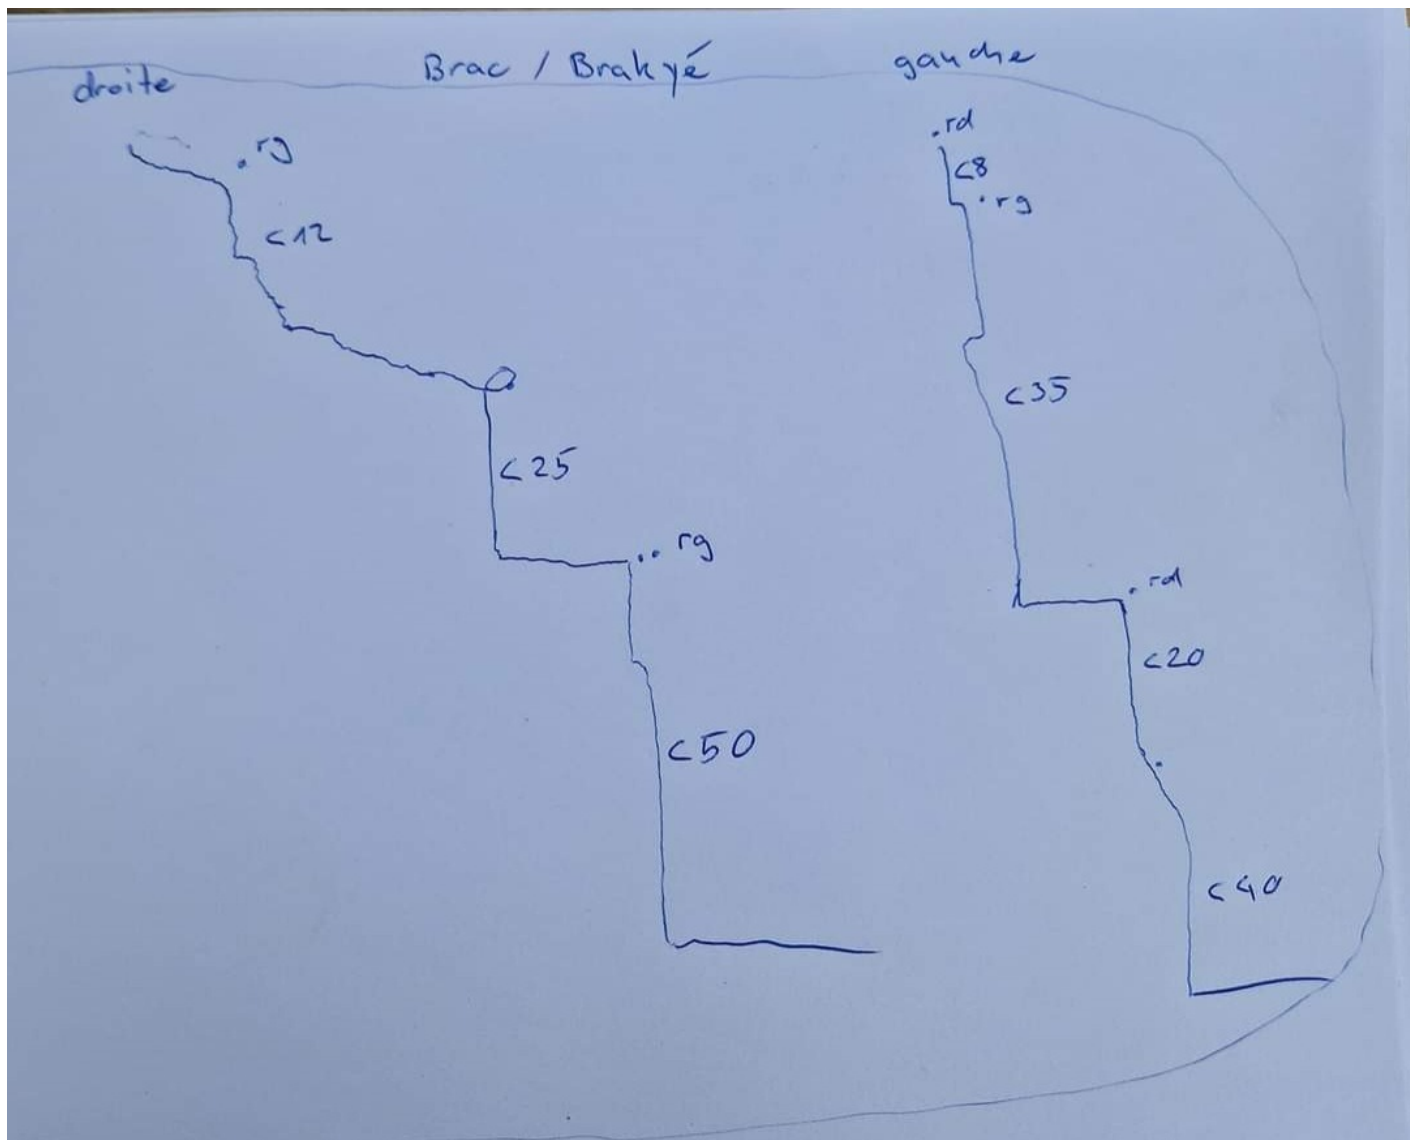 droite
Brac / Brakyé
gauche
.rg
c12
c25
.. rg
c50
.rd
c8
.rg
c35
.rd
c20
c40